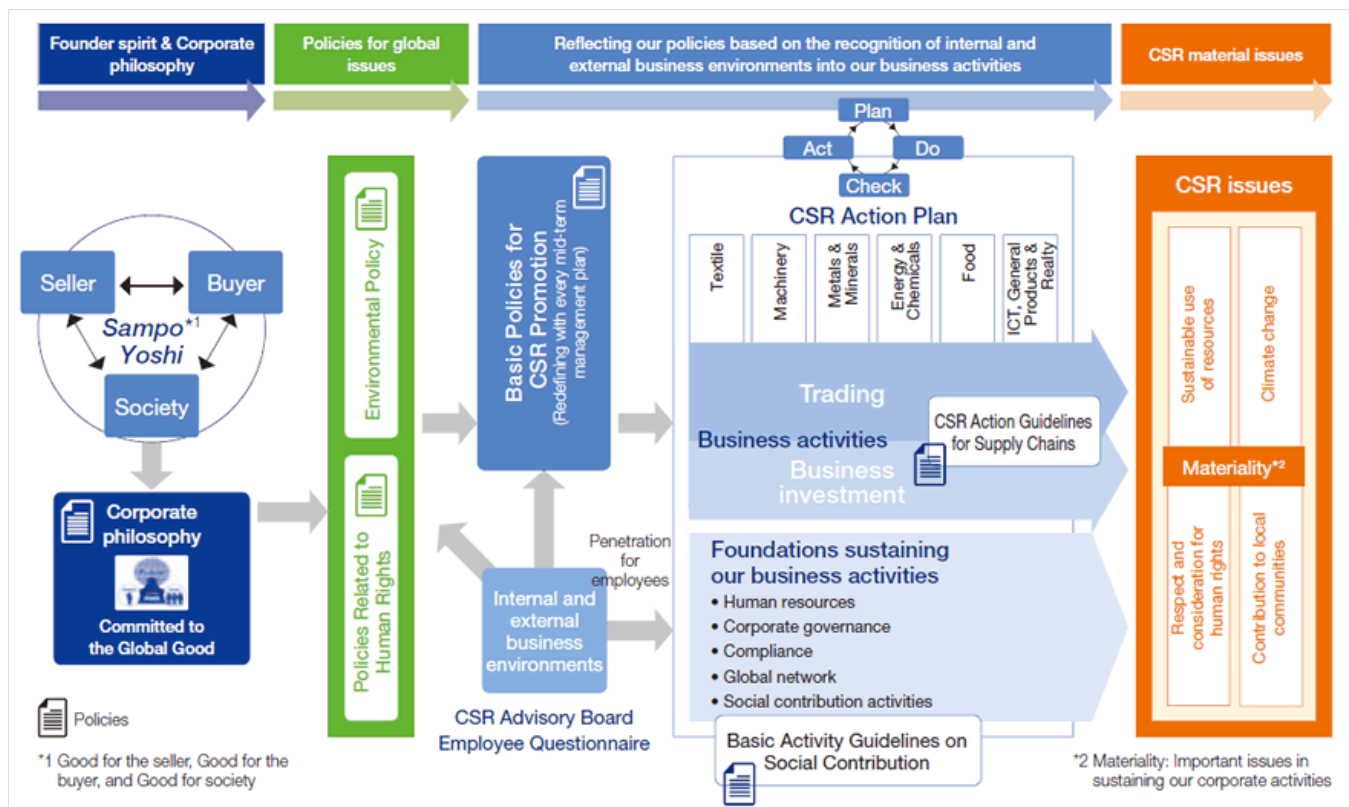 Founder spirit & Corporate
philosophy
Policies for global
issues
Reflecting our policies based on the recognition of internal and
external business environments into our business activities
CSR material issues
Seller
Buyer
Sampo*1
Yoshi
Society
Corporate
philosophy
Committed to
the Global Good
Policies
*1 Good for the seller, Good for the
buyer, and Good for society
Environmental Policy
Policies Related to
Human Rights
Basic Policies for
CSR Promotion
(Redefining with every mid-term
management plan)
Internal and
external
business
environments
CSR Advisory Board
Employee Questionnaire
Penetration
for
employees
Plan
Act
Do
Check
CSR Action Plan
Textile
Machinery
Metals &
Minerals
Energy &
Chemicals
Food
ICT, General
Products &
Realty
Trading
Business activities
Business
investment
CSR Action Guidelines
for Supply Chains
Foundations sustaining
our business activities
• Human resources
• Corporate governance
• Compliance
• Global network
• Social contribution activities
Basic Activity Guidelines on
Social Contribution
CSR issues
Sustainable use
of resources
Climate change
Materiality*2
Respect and
consideration for
human rights
Contribution to local
communities
*2 Materiality: Important issues in
sustaining our corporate activities